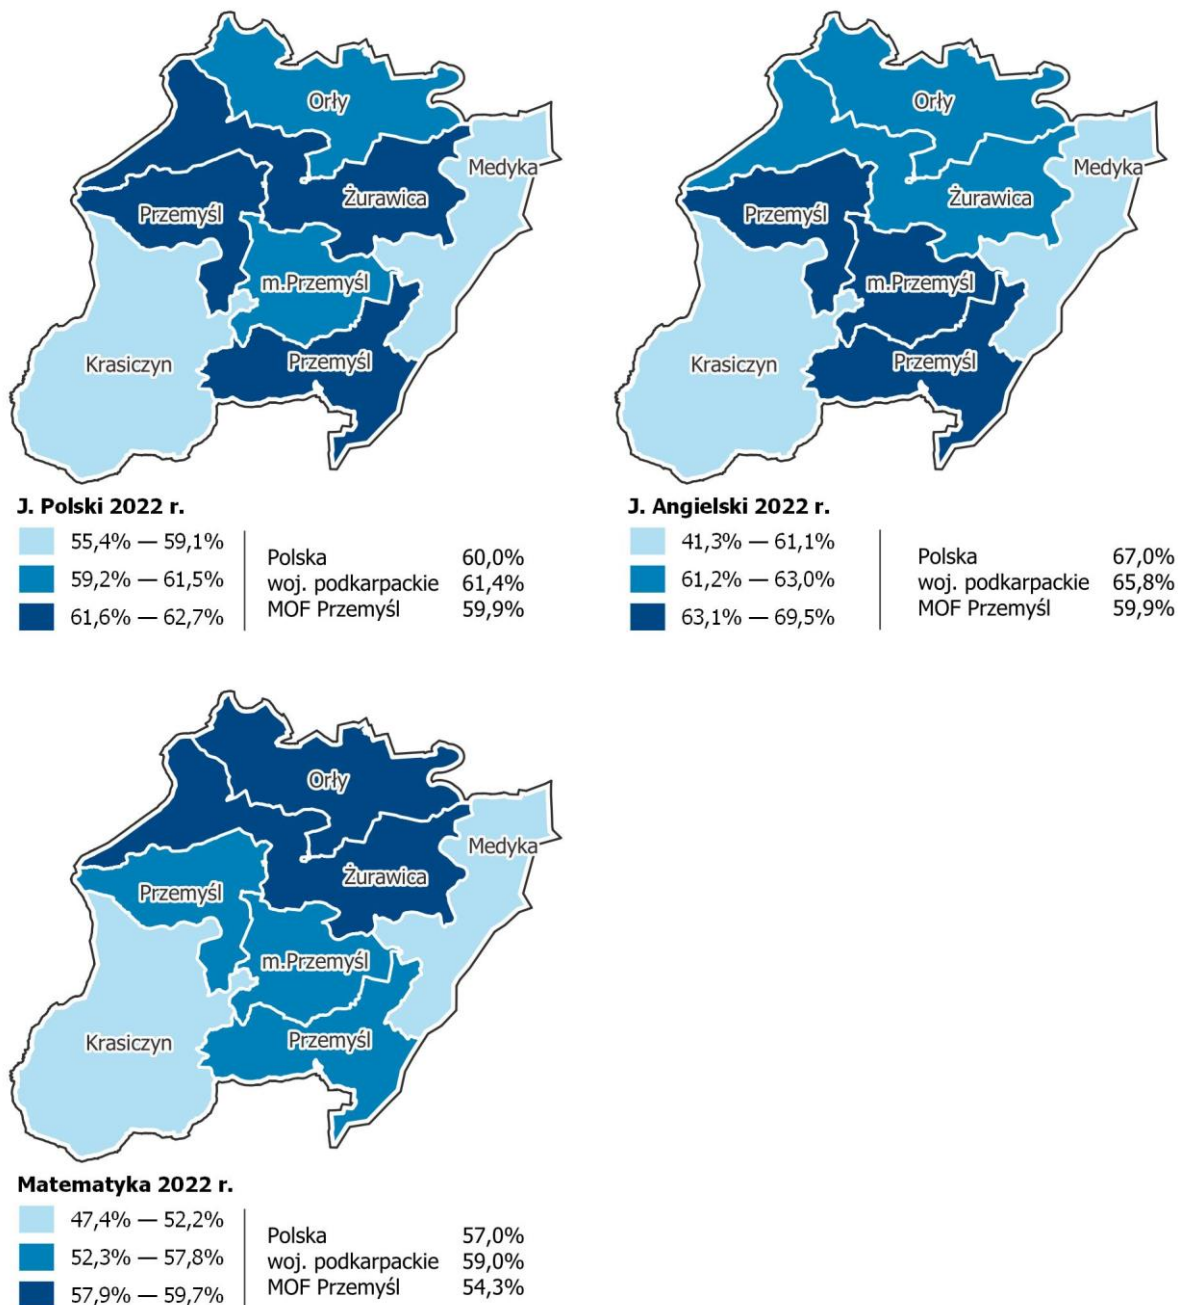 Orły
Medyka
Żurawica
Przemyśl
m.Przemyśl
Krasiczyn
Przemyśl
J. Polski 2022 r.
55,4% — 59,1%
59,2% — 61,5%
61,6% — 62,7%
Polska 60,0%
woj. podkarpackie 61,4%
MOF Przemyśl 59,9%
Orły
Medyka
Żurawica
Przemyśl
m.Przemyśl
Krasiczyn
Przemyśl
J. Angielski 2022 r.
41,3% — 61,1%
61,2% — 63,0%
63,1% — 69,5%
Polska 67,0%
woj. podkarpackie 65,8%
MOF Przemyśl 59,9%
Orły
Medyka
Żurawica
Przemyśl
m.Przemyśl
Krasiczyn
Przemyśl
Matematyka 2022 r.
47,4% — 52,2%
52,3% — 57,8%
57,9% — 59,7%
Polska 57,0%
woj. podkarpackie 59,0%
MOF Przemyśl 54,3%